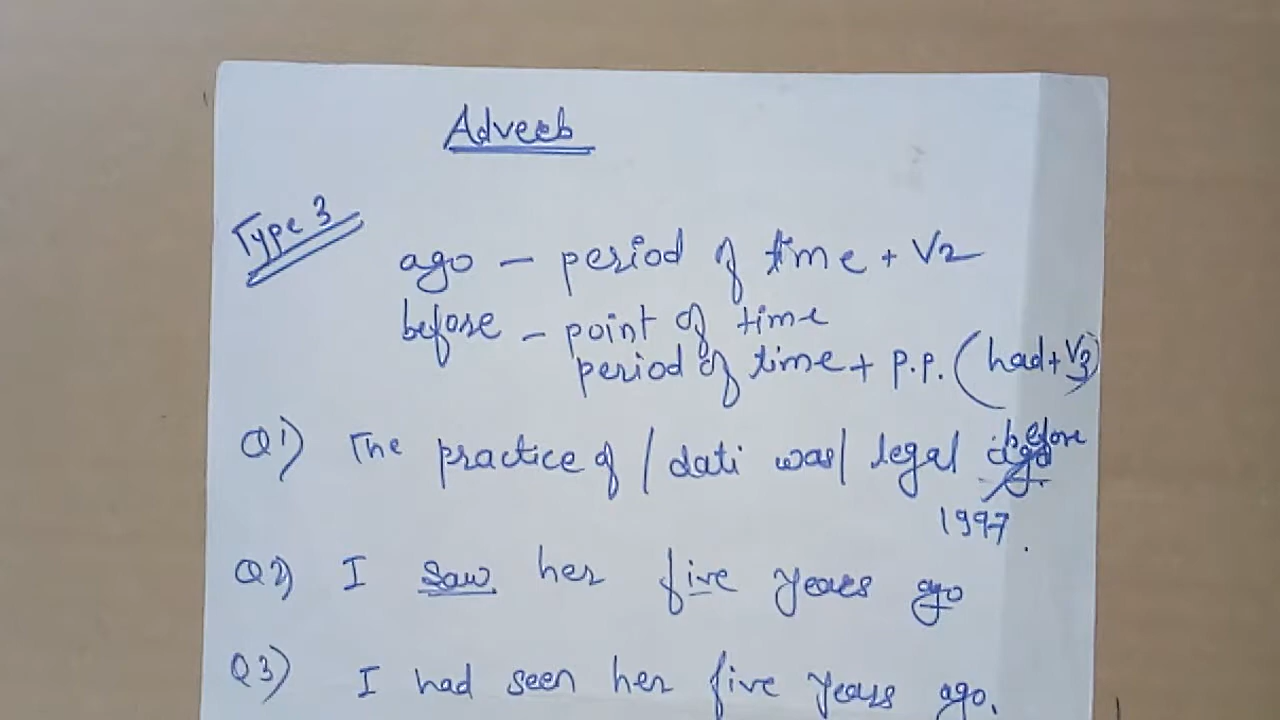 Adverb
Type 3
ago – period of time + V2
before – point of time
period of time + p.p. (had + V3)
Q1) The practice of / dati was / legal before
1997.
Q2) I saw her five years ago
Q3) I had seen her five years ago.